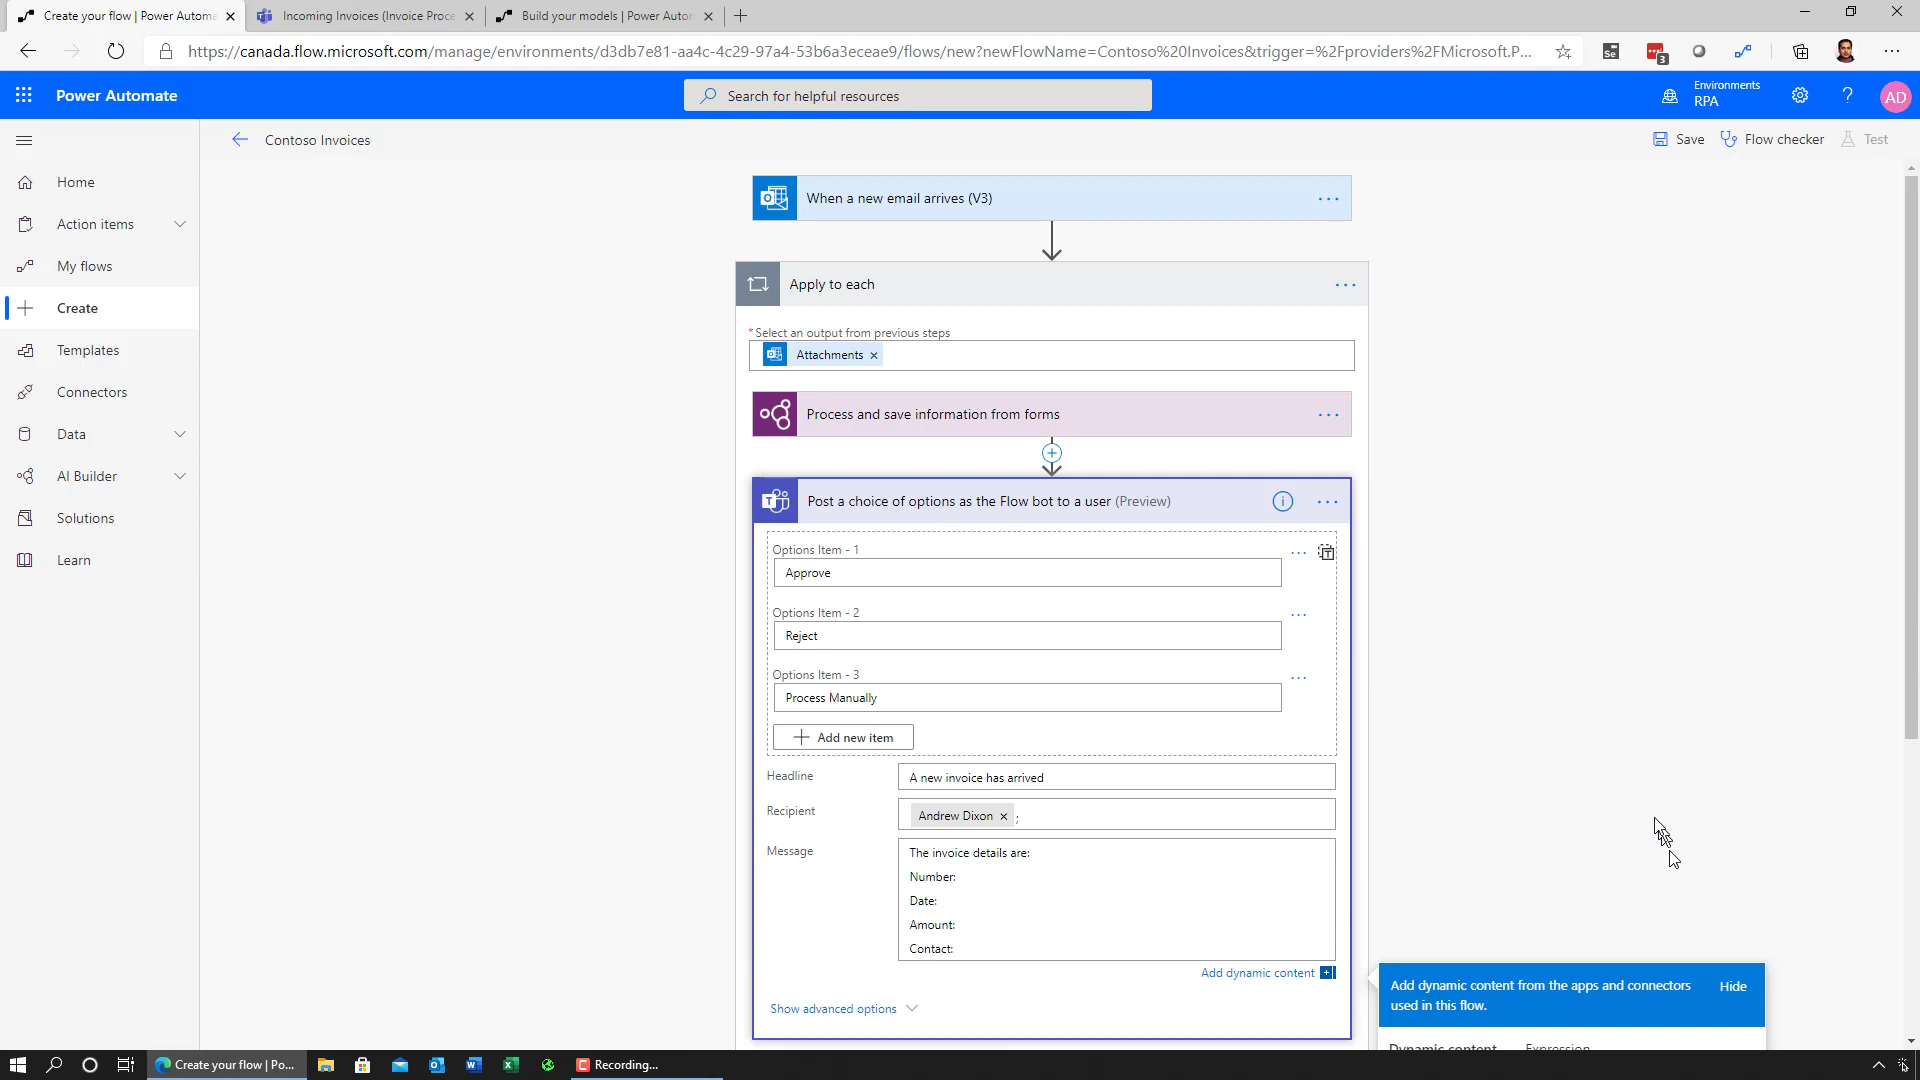 Create your flow | Power Automa
Incoming Invoices (Invoice Proce
Build your models | Power Autom
https://canada.flow.microsoft.com/manage/environments/d3db7e81-aa4c-4c29-97a4-53b6a3eceae9/flows/new?newFlowName=Contoso%20Invoices&trigger=%2Fproviders%2FMicrosoft.P...
Se
3
Power Automate
Search for helpful resources
Environments
RPA
AD
Contoso Invoices
Save
Flow checker
Test
Home
Action items
My flows
Create
Templates
Connectors
Data
AI Builder
Solutions
Learn
When a new email arrives (V3)
Apply to each
* Select an output from previous steps
Attachments
Process and save information from forms
Post a choice of options as the Flow bot to a user (Preview)
Options Item - 1
Approve
Options Item - 2
Reject
Options Item - 3
Process Manually
Add new item
Headline
A new invoice has arrived
Recipient
Andrew Dixon ;
Message
The invoice details are:
Number:
Date:
Amount:
Contact:
Add dynamic content
Show advanced options
Add dynamic content from the apps and connectors
used in this flow.
Hide
Dynamic content
Expression
Create your flow | Po...
Recording...